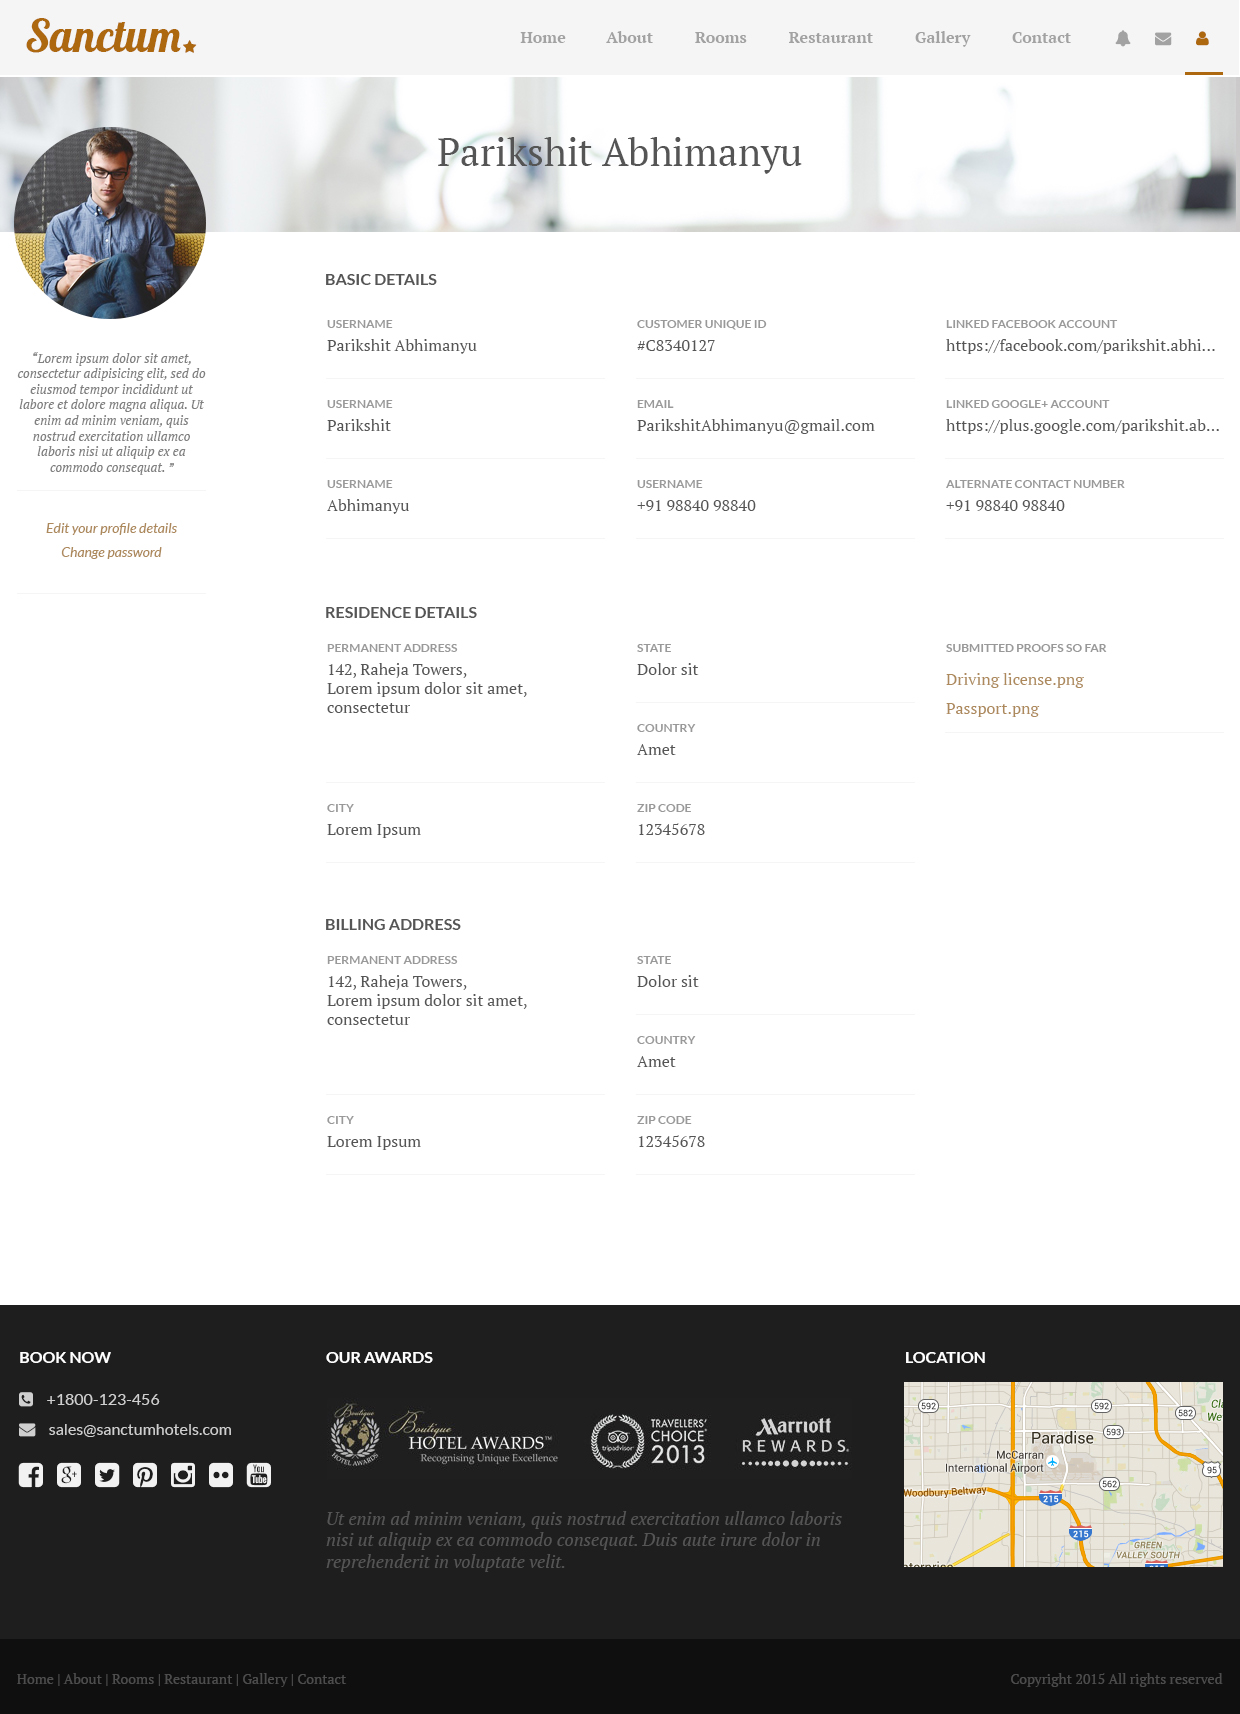 Sanctum
Home About Rooms Restaurant Gallery Contact
Parikshit Abhimanyu
“Lorem ipsum dolor sit amet,
consectetur adipisicing elit, sed do
eiusmod tempor incididunt ut
labore et dolore magna aliqua. Ut
enim ad minim veniam, quis
nostrud exercitation ullamco
laboris nisi ut aliquip ex ea
commodo consequat. ”
Edit your profile details
Change password
BASIC DETAILS
USERNAME
Parikshit Abhimanyu
CUSTOMER UNIQUE ID
#C8340127
LINKED FACEBOOK ACCOUNT
https://facebook.com/parikshit.abhi...
USERNAME
Parikshit
EMAIL
ParikshitAbhimanyu@gmail.com
LINKED GOOGLE+ ACCOUNT
https://plus.google.com/parikshit.ab...
USERNAME
Abhimanyu
USERNAME
+91 98840 98840
ALTERNATE CONTACT NUMBER
+91 98840 98840
RESIDENCE DETAILS
PERMANENT ADDRESS
142, Raheja Towers,
Lorem ipsum dolor sit amet,
consectetur
STATE
Dolor sit
COUNTRY
Amet
SUBMITTED PROOFS SO FAR
Driving license.png
Passport.png
CITY
Lorem Ipsum
ZIP CODE
12345678
BILLING ADDRESS
PERMANENT ADDRESS
142, Raheja Towers,
Lorem ipsum dolor sit amet,
consectetur
STATE
Dolor sit
COUNTRY
Amet
CITY
Lorem Ipsum
ZIP CODE
12345678
BOOK NOW
+1800-123-456
sales@sanctumhotels.com
g+
You
Tube
OUR AWARDS
Boutique
HOTEL AWARDS
Boutique
HOTEL AWARDS™
Recognising Unique Excellence
tripadvisor
TRAVELLERS'
CHOICE
2013
Marriott
REWARDS.
Ut enim ad minim veniam, quis nostrud exercitation ullamco laboris
nisi ut aliquip ex ea commodo consequat. Duis aute irure dolor in
reprehenderit in voluptate velit.
LOCATION
592
592
582
Paradise
593
McCarran
International Airport
95
562
Woodbury Beltway
215
215
GREEN
VALLEY SOUTH
Home | About | Rooms | Restaurant | Gallery | Contact
Copyright 2015 All rights reserved